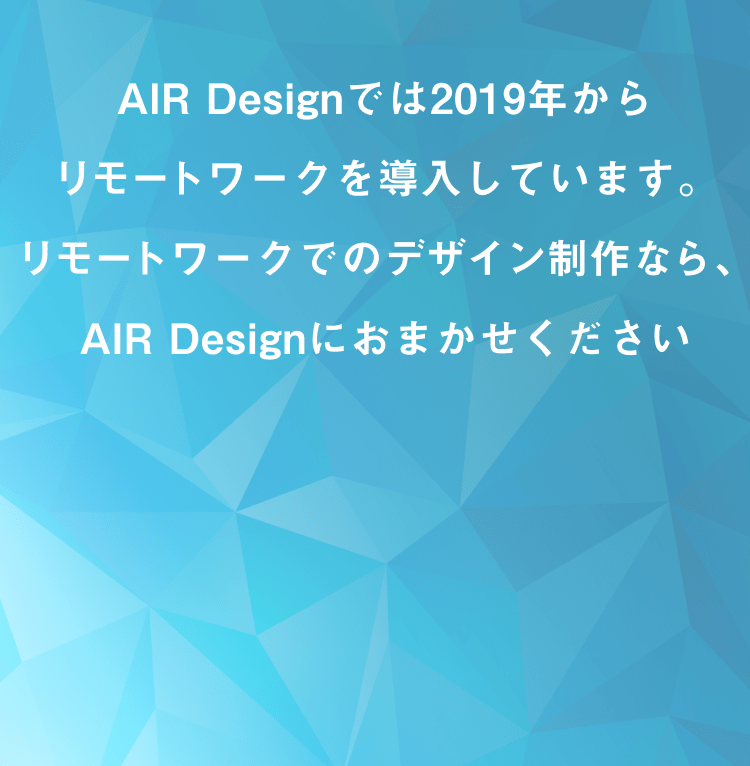 AIR Designでは2019年から
リモートワークを導入しています。
リモートワークでのデザイン制作なら、
AIR Designにおまかせください